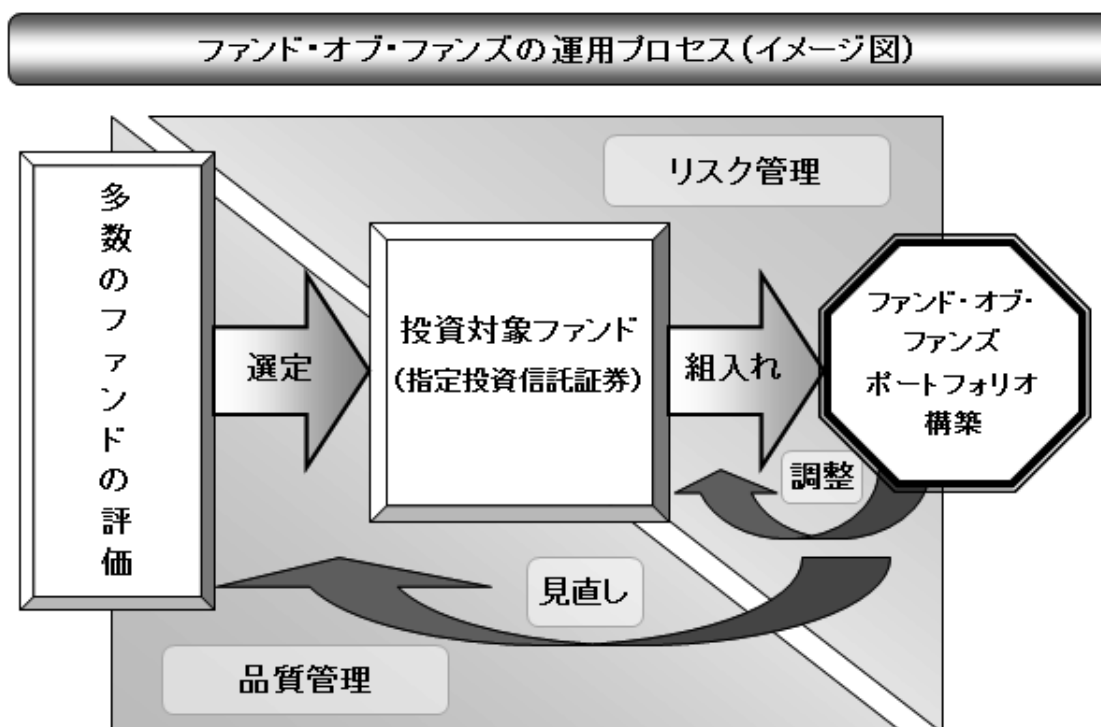 ファンド・オブ・ファンズの運用プロセス(イメージ図)
リスク管理
多数のファンドの評価
選定
投資対象ファンド
(指定投資信託証券)
組入れ
ファンド・オブ・
ファンズ
ポートフォリオ
構築
調整
見直し
品質管理